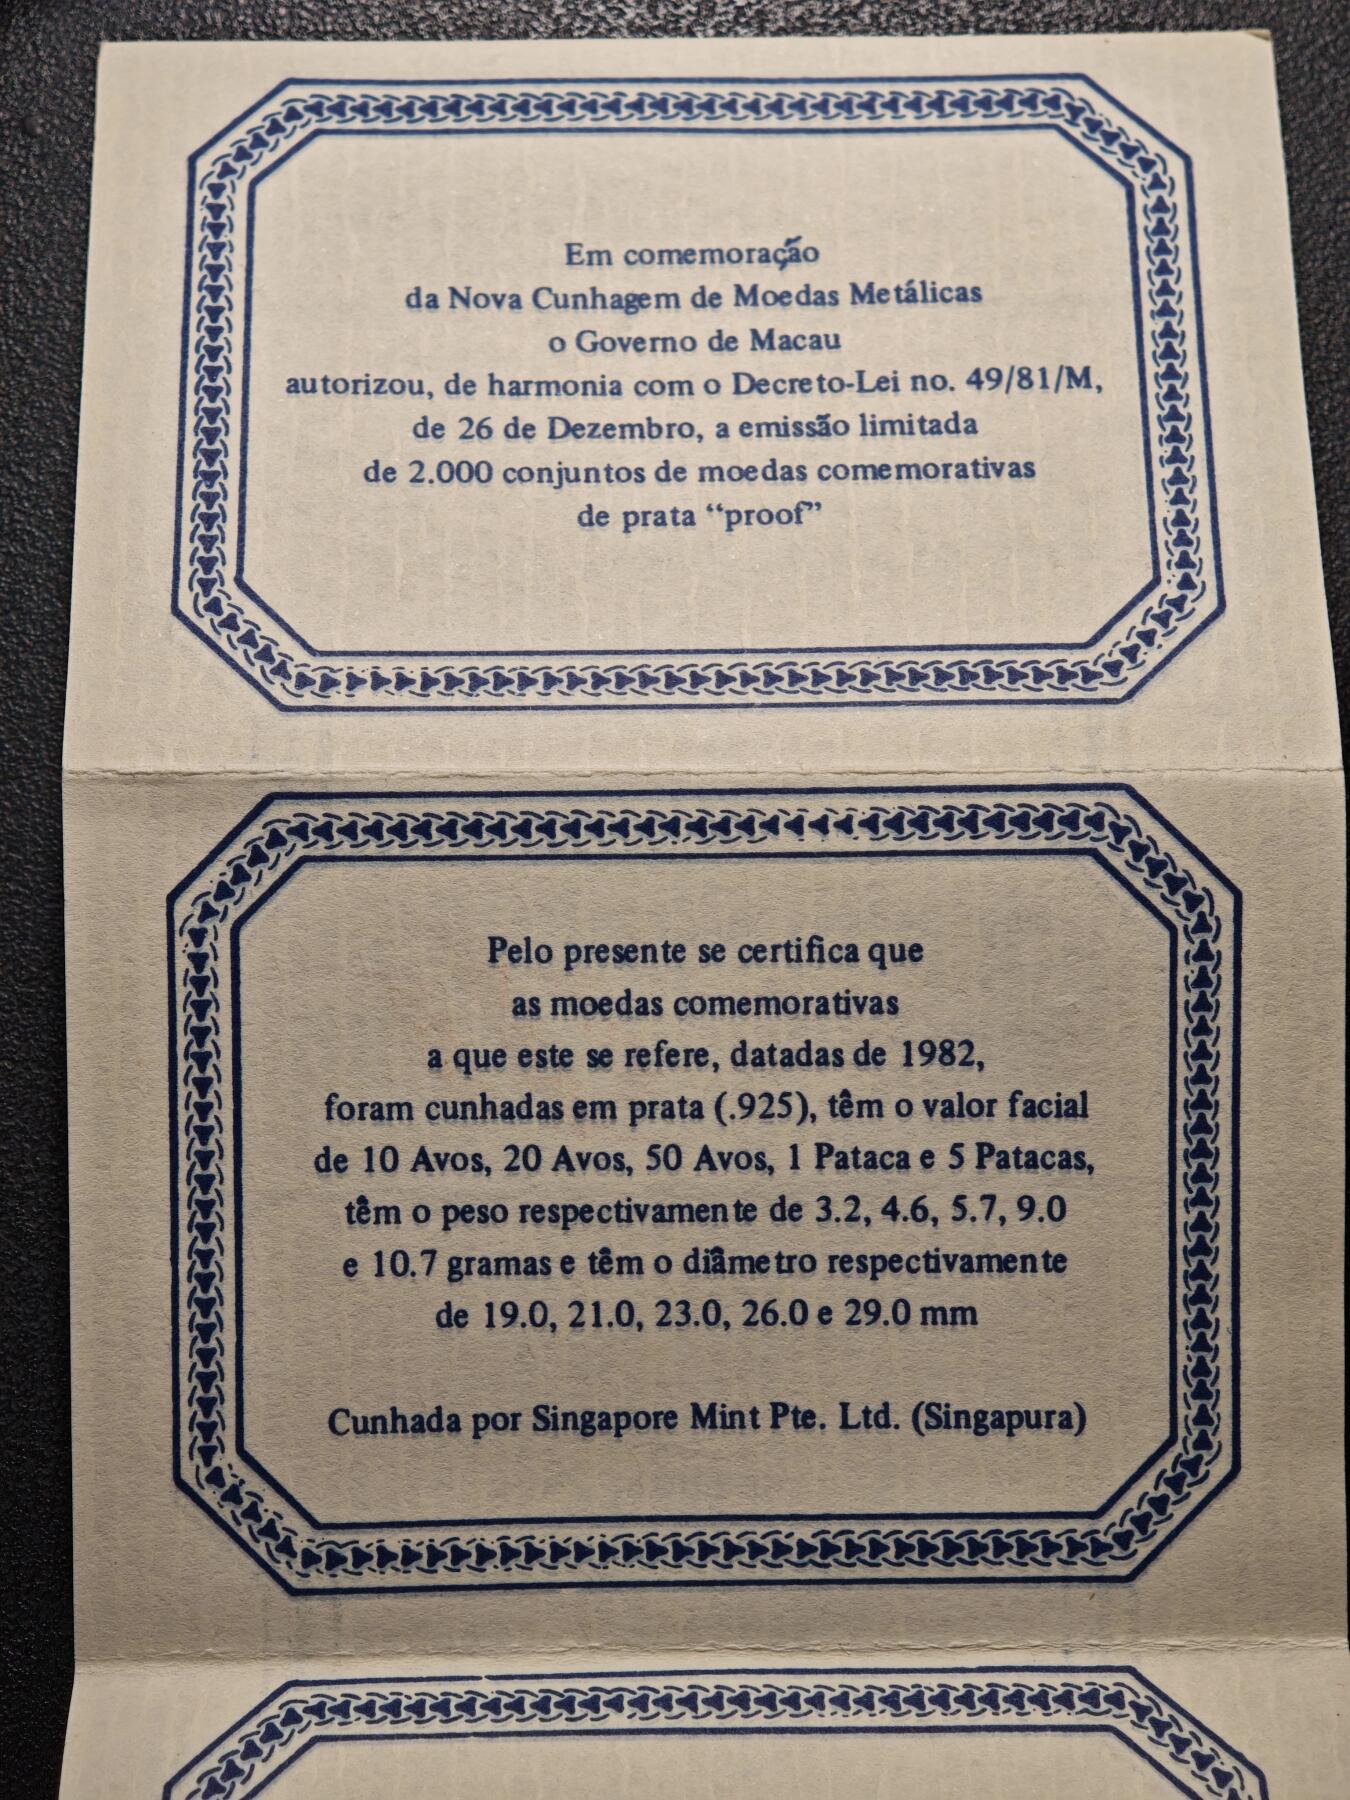 Em comemoração
da Nova Cunhagem de Moedas Metálicas
o Governo de Macau
autorizou, de harmonia com o Decreto-Lei no. 49/81/M,
de 26 de Dezembro, a emissão limitada
de 2.000 conjuntos de moedas comemorativas
de prata “proof”
Pelo presente se certifica que
as moedas comemorativas
a que este se refere, datadas de 1982,
foram cunhadas em prata (.925), têm o valor facial
de 10 Avos, 20 Avos, 50 Avos, 1 Pataca e 5 Patacas,
têm o peso respectivamente de 3.2, 4.6, 5.7, 9.0
e 10.7 gramas e têm o diâmetro respectivamente
de 19.0, 21.0, 23.0, 26.0 e 29.0 mm
Cunhada por Singapore Mint Pte. Ltd. (Singapura)